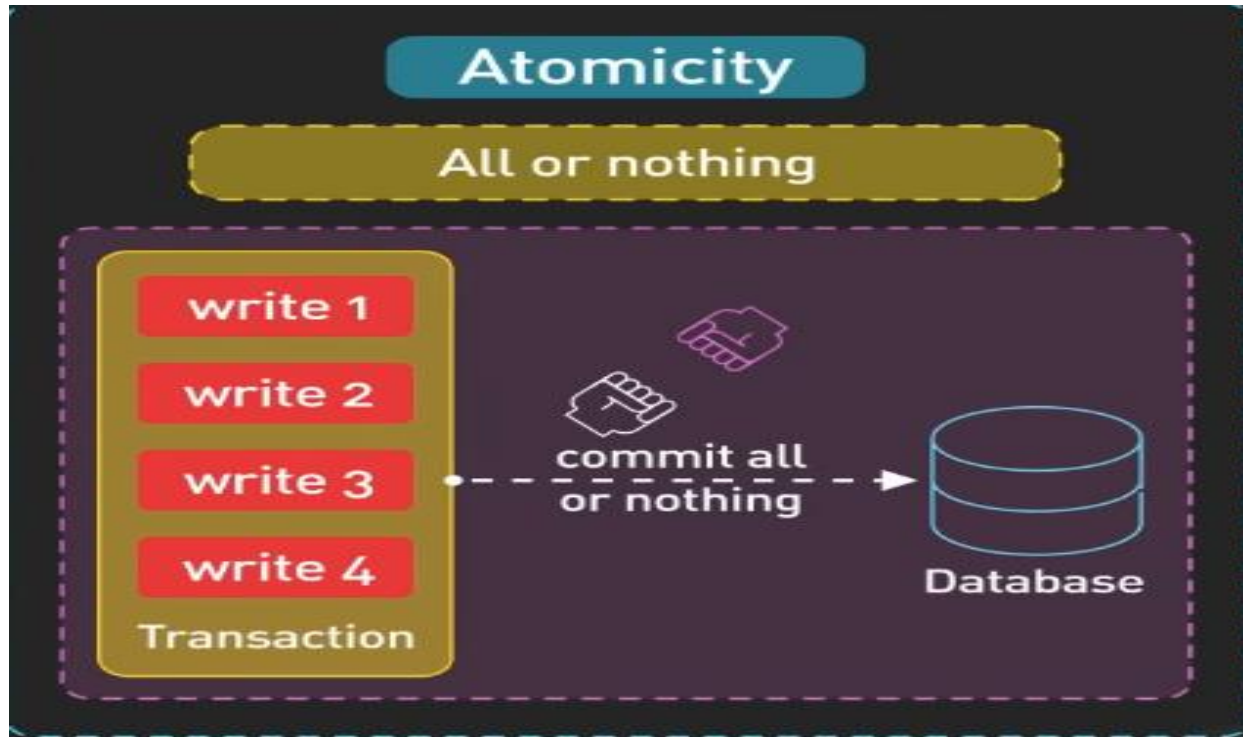 Atomicity
All or nothing
write 1
write 2
write 3
write 4
Transaction
commit all
or nothing
Database